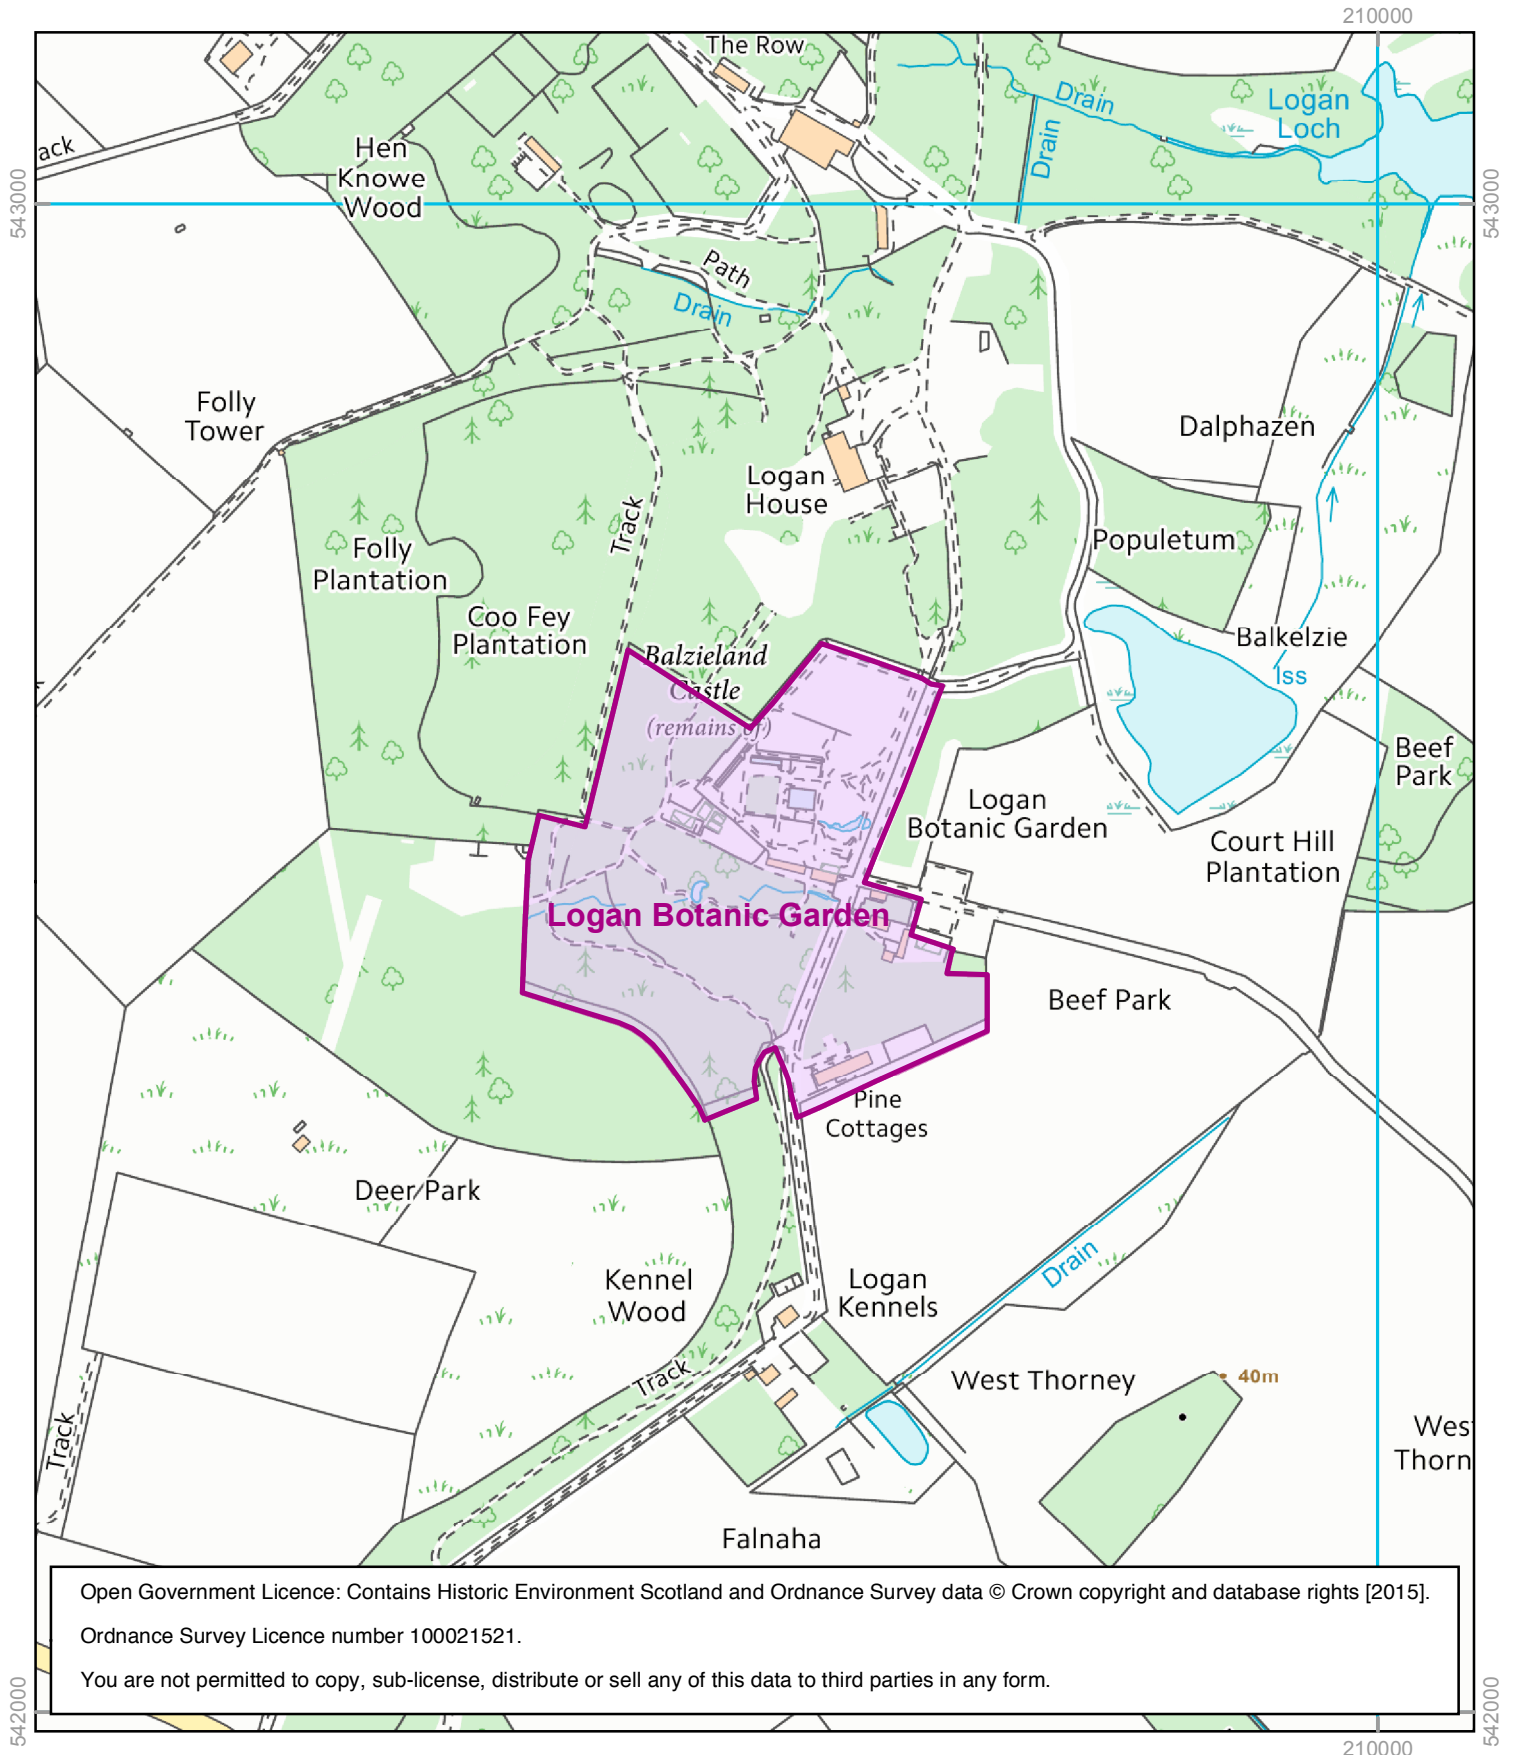 210000
The Row
Drain
Logan
Loch
Drain
ack
Hen
Knowe
Wood
543000
543000
Path
Drain
Folly
Tower
Dalphazen
Logan
House
Track
Populetum
Folly
Plantation
Coo Fey
Plantation
Balkelzie
Iss
Balzieland
Castle
(remains of)
Beef
Park
Logan
Botanic Garden
Court Hill
Plantation
Logan Botanic Garden
Beef Park
Pine
Cottages
Deer Park
Drain
Kennel
Wood
Logan
Kennels
Track
West Thorney
40m
Track
Wes
Thorn
Falnaha
Open Government Licence: Contains Historic Environment Scotland and Ordnance Survey data © Crown copyright and database rights [2015].
Ordnance Survey Licence number 100021521.
You are not permitted to copy, sub-license, distribute or sell any of this data to third parties in any form.
542000
542000
210000